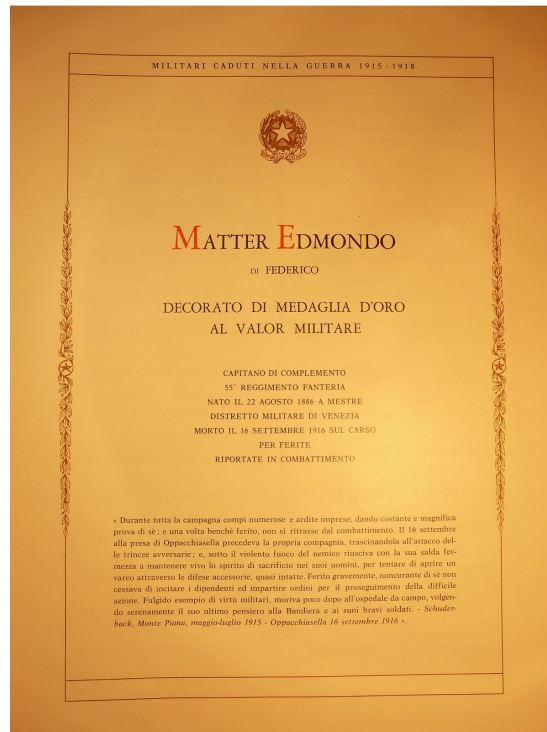 MILITARI CADUTI NELLA GUERRA 1915-1918
MATTER EDMONDO
DI FEDERICO
DECORATO DI MEDAGLIA D'ORO
AL VALOR MILITARE
CAPITANO DI COMPLEMENTO
55° REGGIMENTO FANTERIA
NATO IL 22 AGOSTO 1886 A MESTRE
DISTRETTO MILITARE DI VENEZIA
MORTO IL 16 SETTEMBRE 1916 SUL CARSO
PER FERITE
RIPORTATE IN COMBATTIMENTO
« Durante tutta la campagna compì numerose e ardite imprese, dando costante e magnifica
prova di sè; e una volta benchè ferito, non si ritrasse dal combattimento. Il 16 settembre
alla presa di Oppacchiasella precedeva la propria compagnia, trascinandola all'attacco del-
le trincee avversarie; e, sotto il violento fuoco del nemico riusciva con la sua salda fer-
mezza a mantenere vivo lo spirito di sacrificio nei suoi uomini, per tentare di aprire un
varco attraverso le difese accessorie, quasi intatte. Ferito gravemente, noncurante di sè non
cessava di incitare i dipendenti ed impartire ordini per il proseguimento della difficile
azione. Fulgido esempio di virtù militari, moriva poco dopo all'ospedale da campo, volgen-
do serenamente il suo ultimo pensiero alla Bandiera e ai suoi bravi soldati. - Schuder-
back, Monte Piana, maggio-luglio 1915 - Oppacchiasella 16 settembre 1916 ».